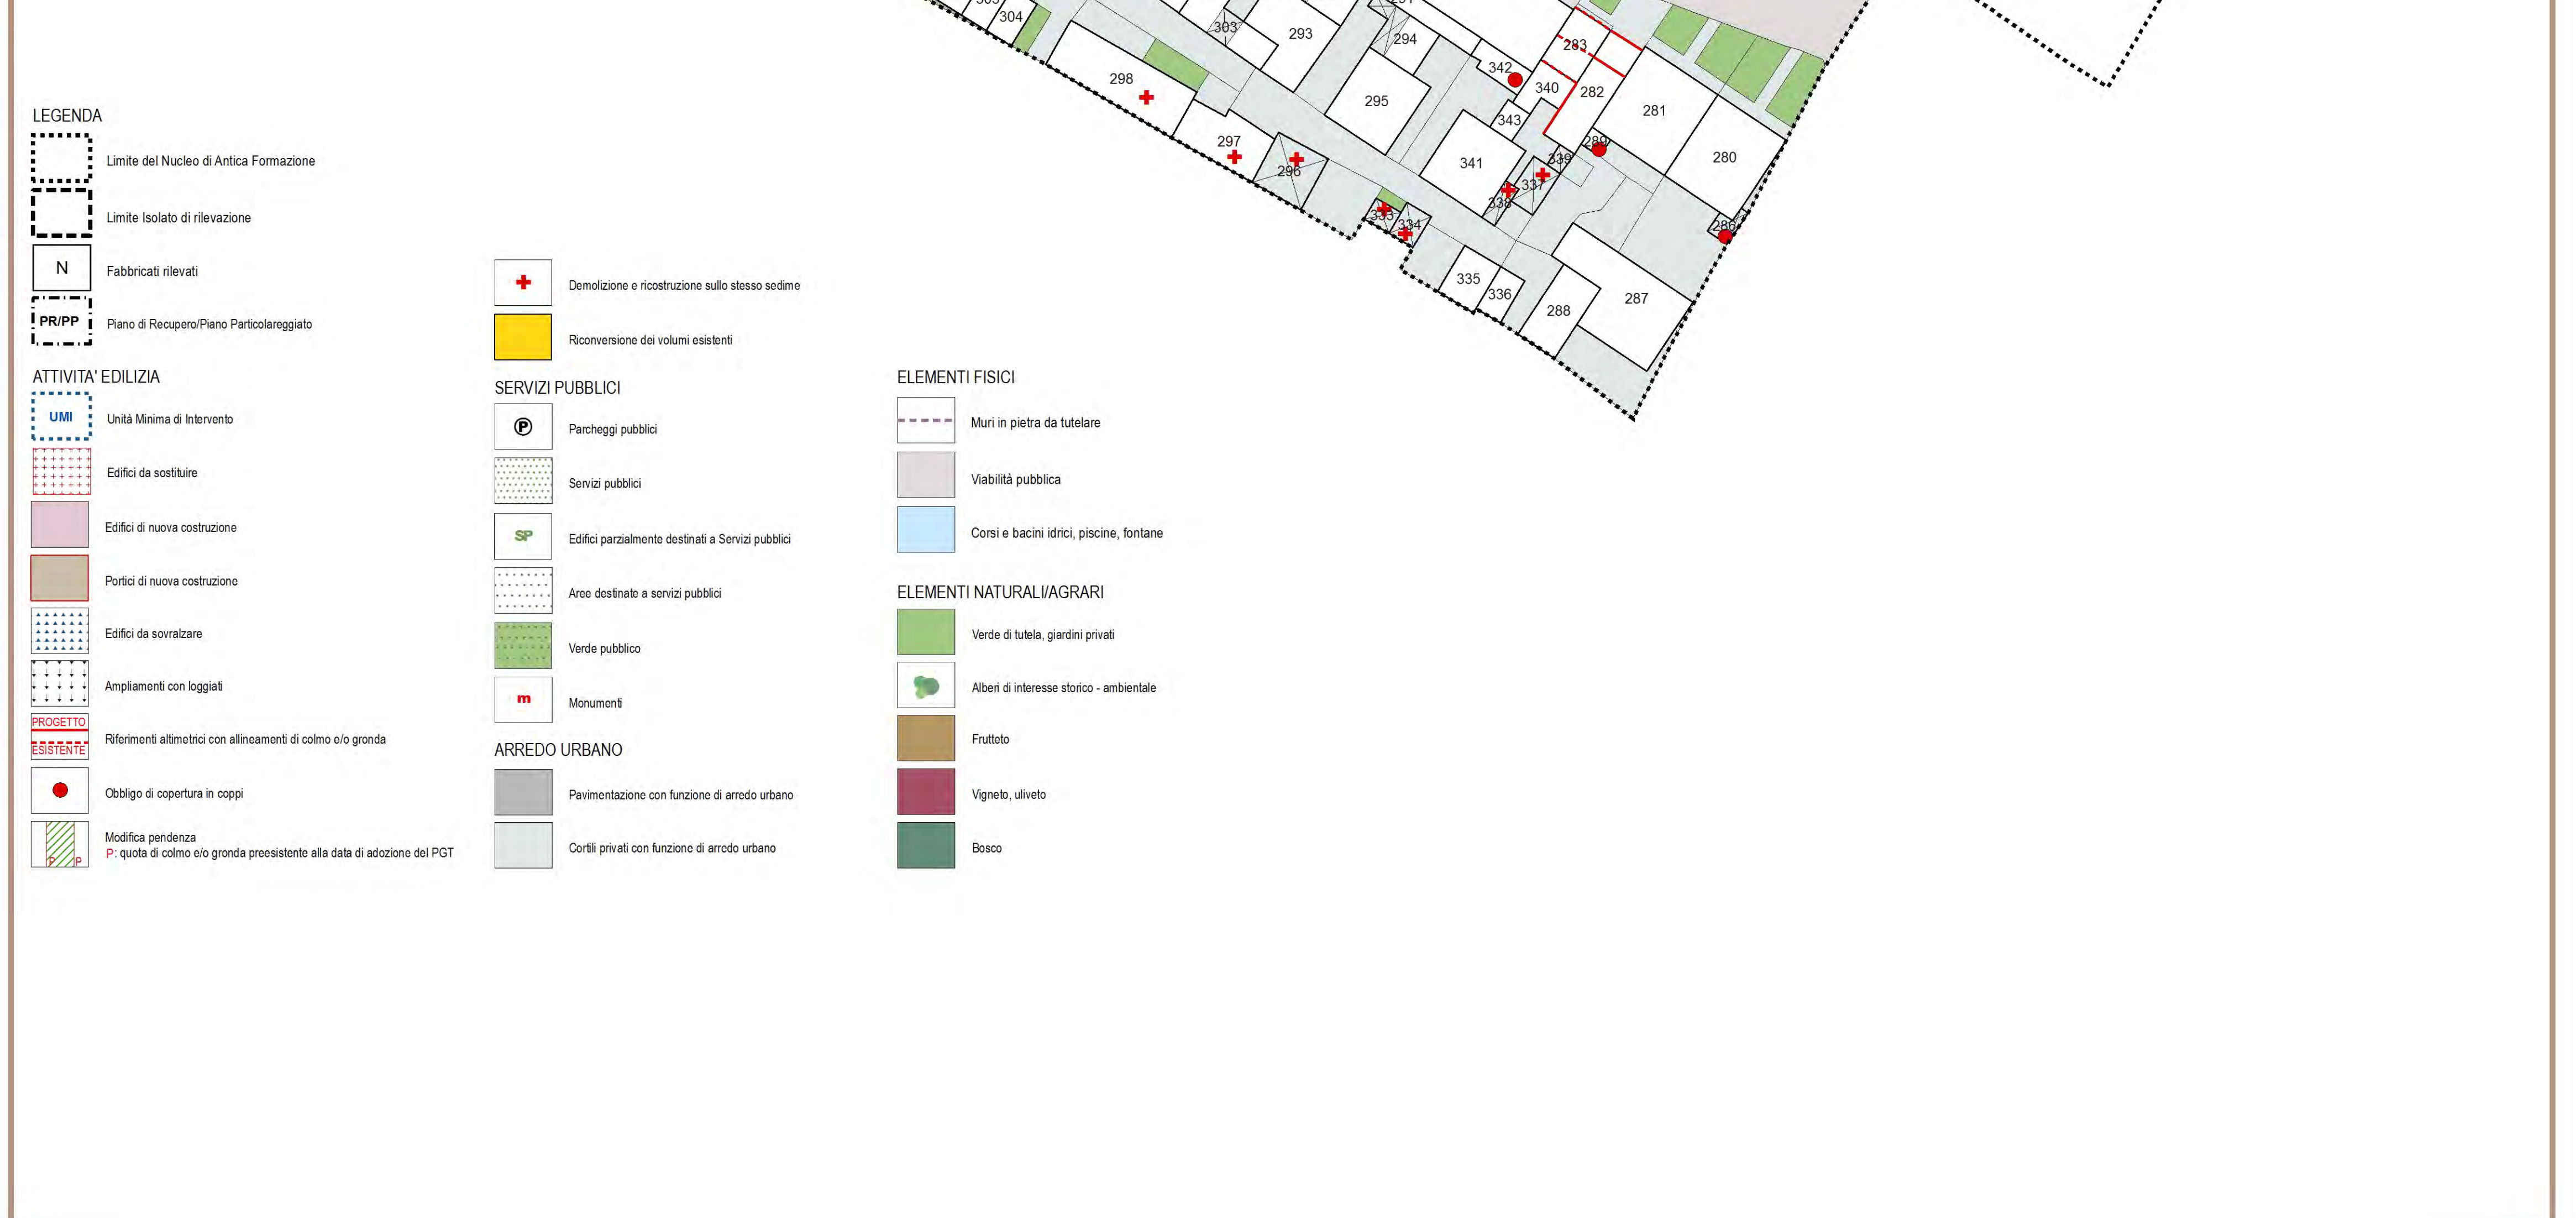 304
303
293
294
283
298
342
340
282
281
295
343
297
289
341
339
280
296
337
338
334
286
335
336
288
287
LEGENDA
Limite del Nucleo di Antica Formazione
Limite Isolato di rilevazione
N
Fabbricati rilevati
PR/PP
Piano di Recupero/Piano Particolareggiato
ATTIVITA' EDILIZIA
UMI
Unità Minima di Intervento
Edifici da sostituire
Edifici di nuova costruzione
Portici di nuova costruzione
Edifici da sovralzare
Ampliamenti con loggiati
PROGETTO
Riferimenti altimetrici con allineamenti di colmo e/o gronda
ESISTENTE
Obbligo di copertura in coppi
Modifica pendenza
P P
P: quota di colmo e/o gronda preesistente alla data di adozione del PGT
Demolizione e ricostruzione sullo stesso sedime
Riconversione dei volumi esistenti
SERVIZI PUBBLICI
P
Parcheggi pubblici
Servizi pubblici
SP
Edifici parzialmente destinati a Servizi pubblici
Aree destinate a servizi pubblici
Verde pubblico
m
Monumenti
ARREDO URBANO
Pavimentazione con funzione di arredo urbano
Cortili privati con funzione di arredo urbano
ELEMENTI FISICI
Muri in pietra da tutelare
Viabilità pubblica
Corsi e bacini idrici, piscine, fontane
ELEMENTI NATURALI/AGRARI
Verde di tutela, giardini privati
Alberi di interesse storico - ambientale
Frutteto
Vigneto, uliveto
Bosco